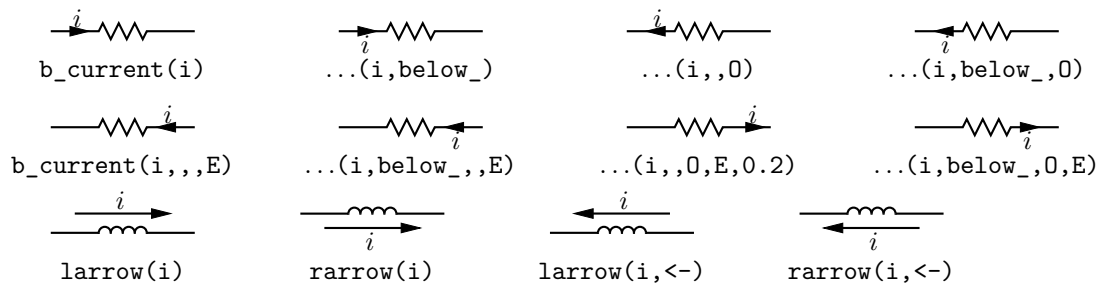 i i i i
b_current(i) ...(i,below_) ...(i,,O) ...(i,below_,O)
i i i i
b_current(i,,,E) ...(i,below_,,E) ...(i,,O,E,0.2) ...(i,below_,O,E)
i i i i
larrow(i) rarrow(i) larrow(i,<-) rarrow(i,<-)